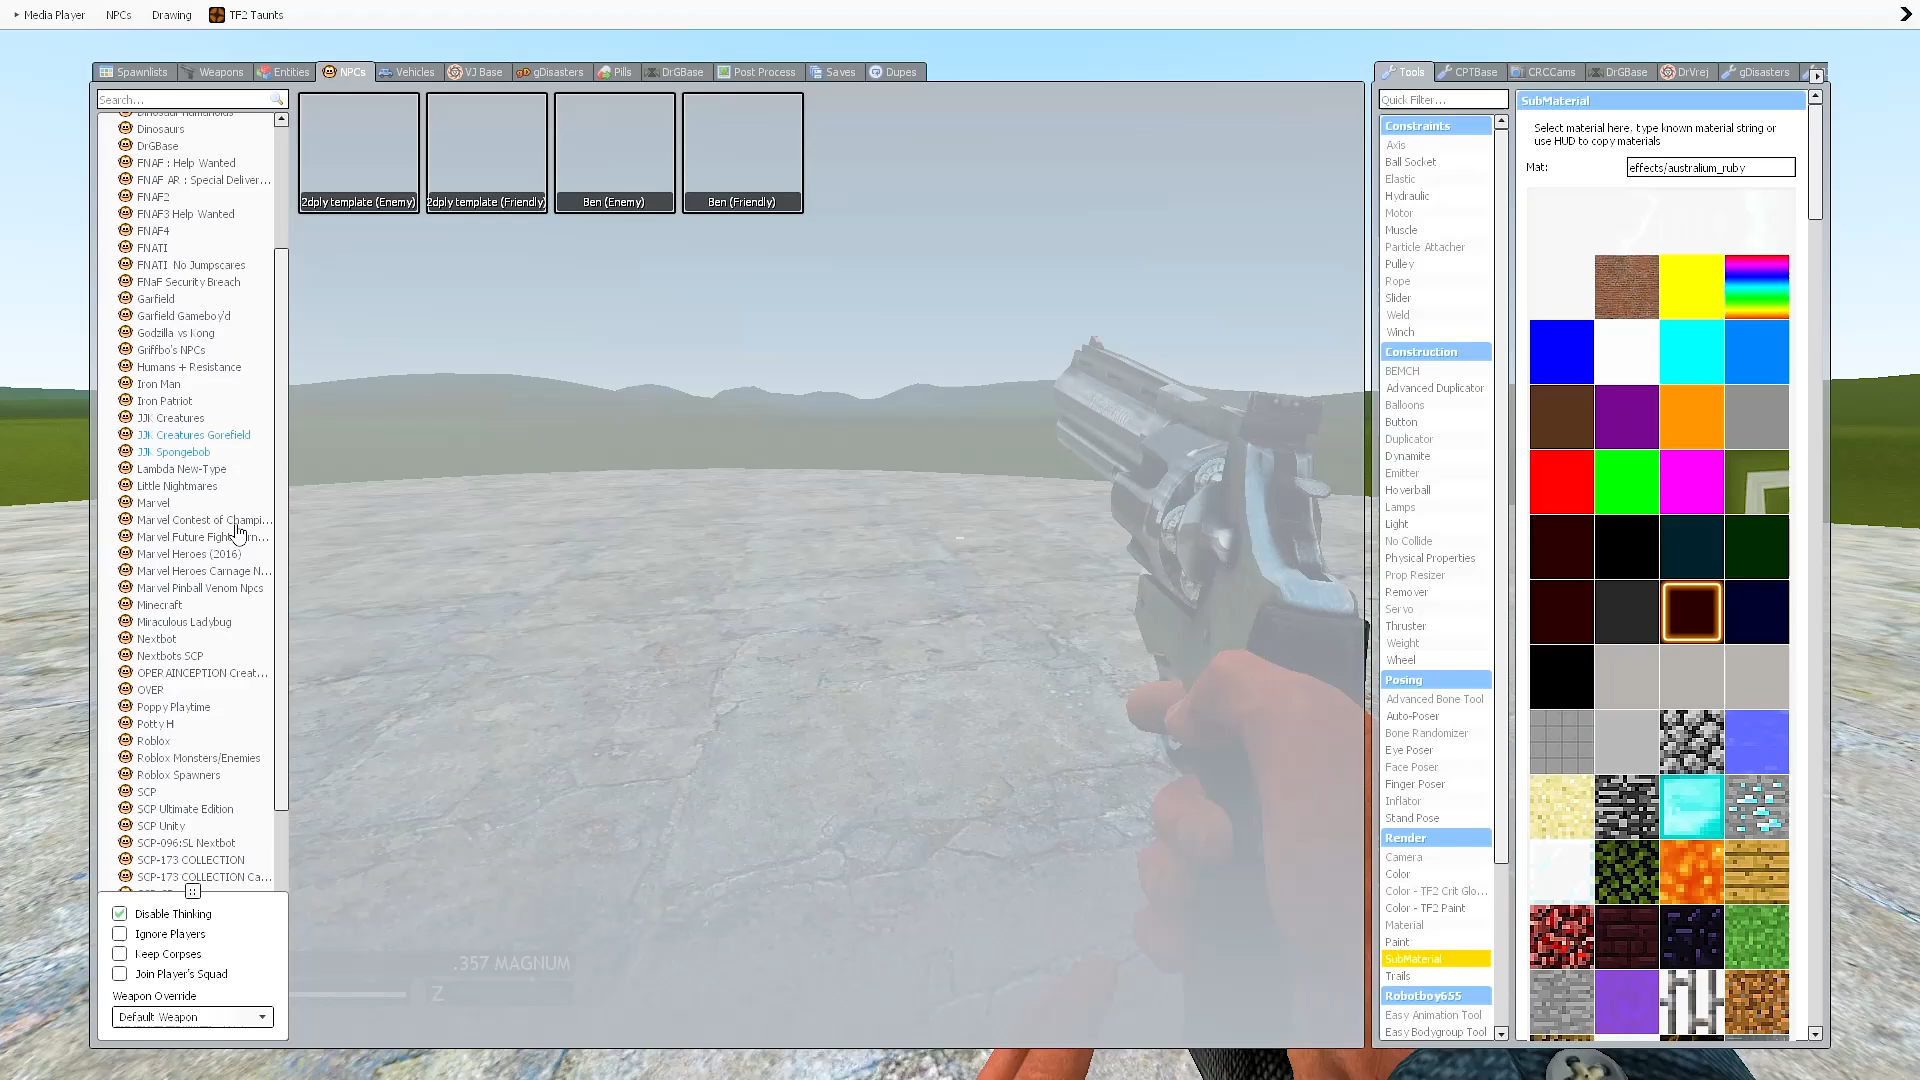 Media Player NPCs Drawing TF2 Taunts
Spawnlists Weapons Entities NPCs Vehicles VJ Base gDisasters Pills DrGBase Post Process Saves Dupes
Search...
Dinosaurs
DrGBase
FNAF : Help Wanted
FNAF AR : Special Deliver...
FNAF2
FNAF3 Help Wanted
FNAF4
FNATI
FNATI No Jumpscares
FNaF Security Breach
Garfield
Garfield Gameboy'd
Godzilla vs Kong
Griffbo's NPCs
Humans + Resistance
Iron Man
Iron Patriot
JJK Creatures
JJK Creatures Gorefield
JJK Spongebob
Lambda New-Type
Little Nightmares
Marvel
Marvel Contest of Champi...
Marvel Future Fight
Marvel Heroes (2016)
Marvel Heroes Carnage N...
Marvel Pinball Venom Npcs
Minecraft
Miraculous Ladybug
Nextbot
Nextbots SCP
OPERAINCEPTION Creat...
OVER
Poppy Playtime
Potty H
Roblox
Roblox Monsters/Enemies
Roblox Spawners
SCP
SCP Ultimate Edition
SCP Unity
SCP-096:SL Nextbot
SCP-173 COLLECTION
SCP-173 COLLECTION Ca...
Disable Thinking
Ignore Players
Keep Corpses
Join Player's Squad
Weapon Override
Default Weapon
2dply template (Enemy) 2dply template (Friendly) Ben (Enemy) Ben (Friendly)
.357 MAGNUM
Z
Tools CPTBase CRCCams DrGBase DrVrej gDisasters
Quick Filter...
Constraints
Axis
Ball Socket
Elastic
Hydraulic
Motor
Muscle
Particle Attacher
Pulley
Rope
Slider
Weld
Winch
Construction
BEMCH
Advanced Duplicator
Balloons
Button
Duplicator
Dynamite
Emitter
Hoverball
Lamps
Light
No Collide
Physical Properties
Prop Resizer
Remover
Servo
Thruster
Weight
Wheel
Posing
Advanced Bone Tool
Auto-Poser
Bone Randomizer
Eye Poser
Face Poser
Finger Poser
Inflator
Stand Pose
Render
Camera
Color
Color - TF2 Crit Glo...
Color - TF2 Paint
Material
Paint
SubMaterial
Trails
Robotboy655
Easy Animation Tool
Easy Bodygroup Tool
SubMaterial
Select material here, type known material string or
use HUD to copy materials
Mat: effects/australium_ruby